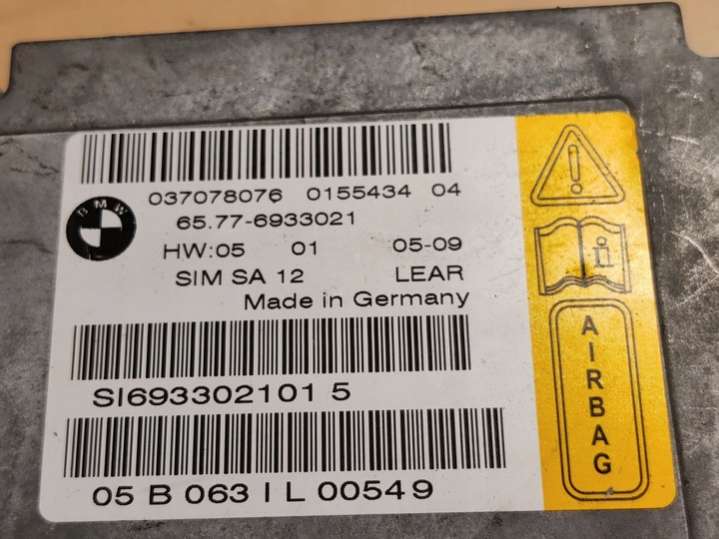 037078076 0155434 04
BMW
65.77-6933021
HW:05 01 05-09
SIM SA 12 LEAR
Made in Germany
SI693302101 5
05 B 063 I L 00549
i
AIRBAG